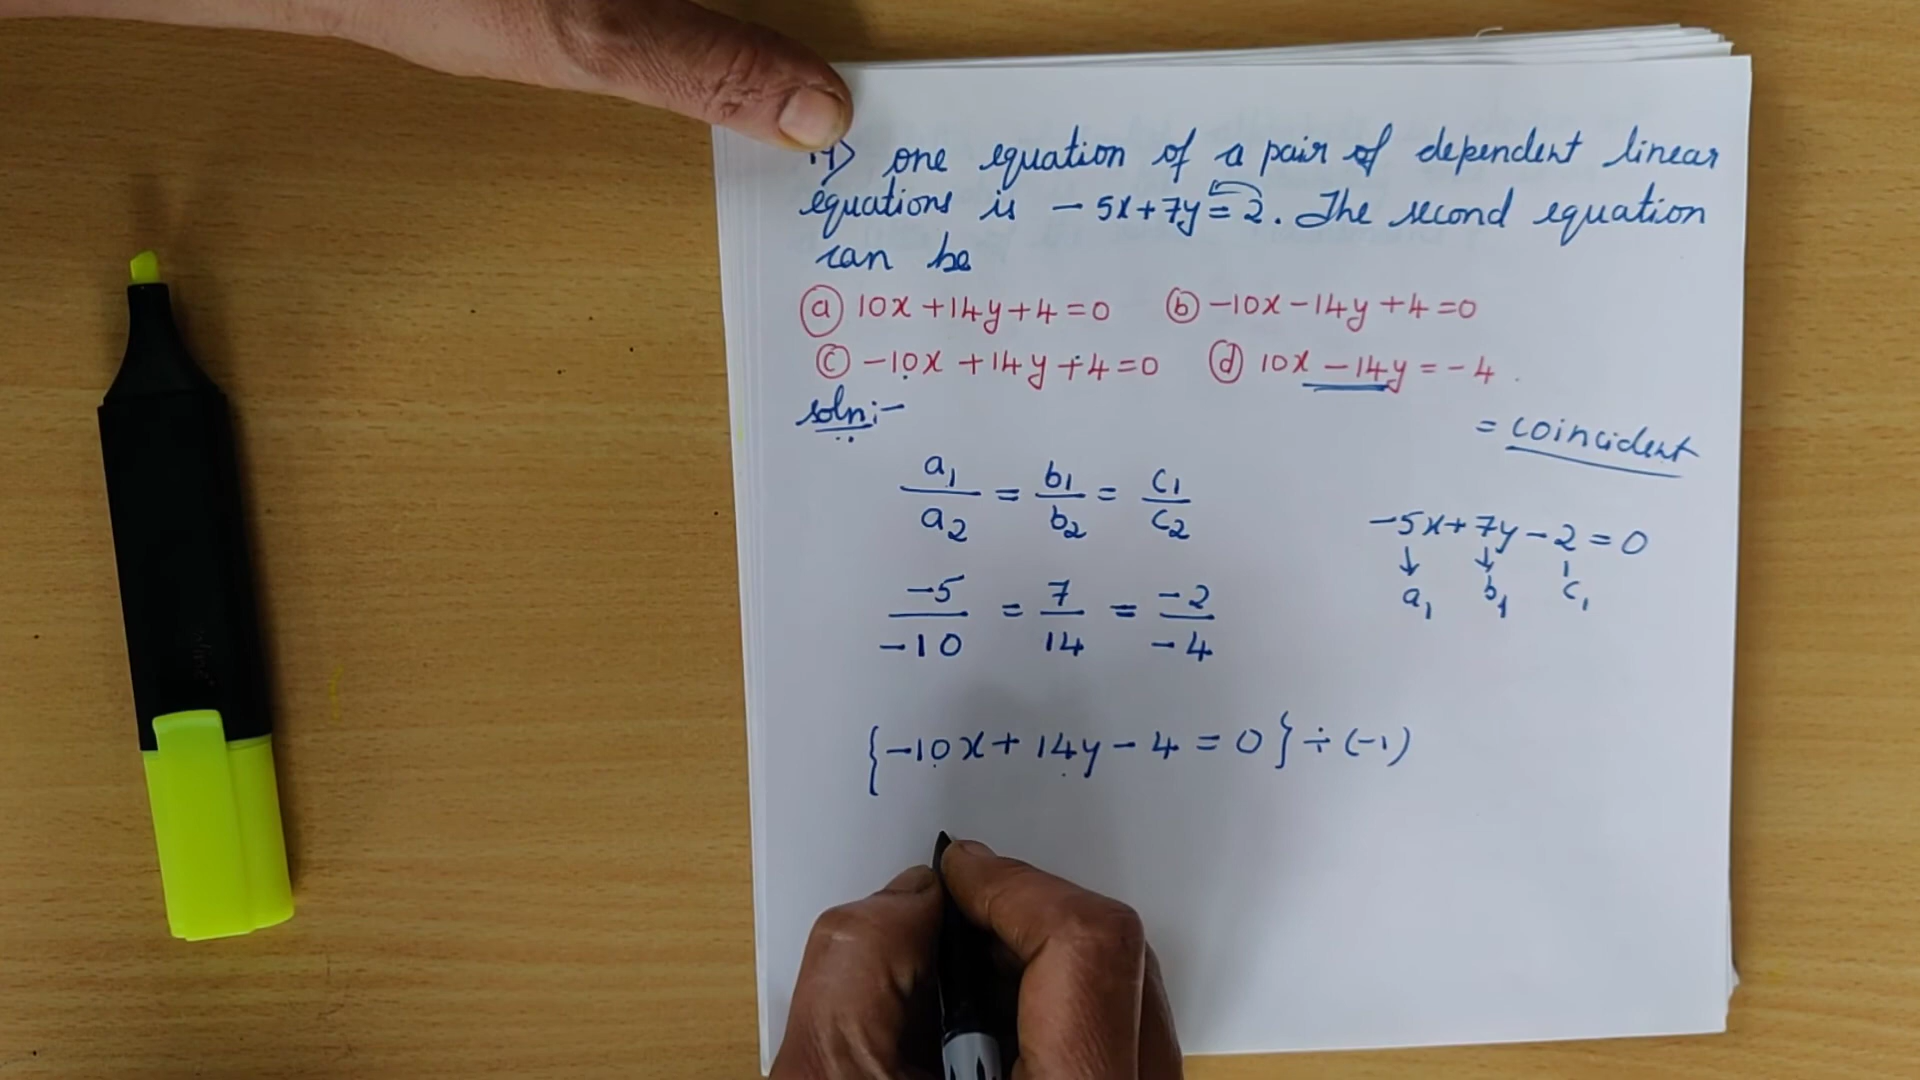 one equation of a pair of dependent linear
equations is -5x+7y=2. The second equation
can be
ⓐ 10x+14y+4=0 ⓑ -10x-14y+4=0
ⓒ -10x+14y+4=0 ⓓ 10x-14y=-4
soln:-
= coincident
a₁/a₂ = b₁/b₂ = c₁/c₂
-5x+7y-2=0
a₁ b₁ c₁
-5/-10 = 7/14 = -2/-4
{-10x+14y-4=0}÷(-1)